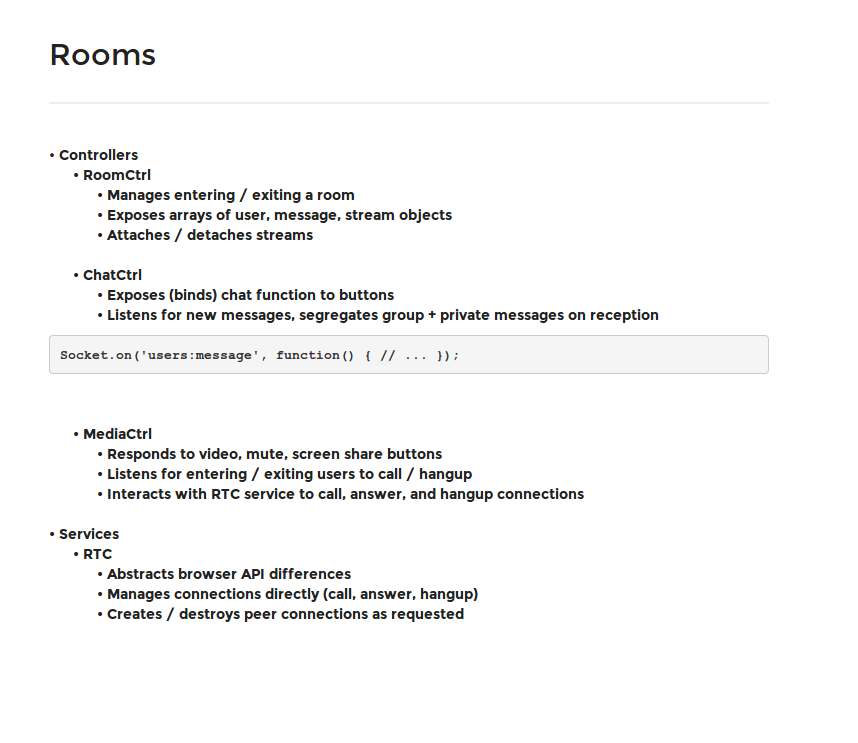 Rooms
• Controllers
• RoomCtrl
• Manages entering / exiting a room
• Exposes arrays of user, message, stream objects
• Attaches / detaches streams
• ChatCtrl
• Exposes (binds) chat function to buttons
• Listens for new messages, segregates group + private messages on reception
Socket.on('users:message', function() { // ... });
• MediaCtrl
• Responds to video, mute, screen share buttons
• Listens for entering / exiting users to call / hangup
• Interacts with RTC service to call, answer, and hangup connections
• Services
• RTC
• Abstracts browser API differences
• Manages connections directly (call, answer, hangup)
• Creates / destroys peer connections as requested